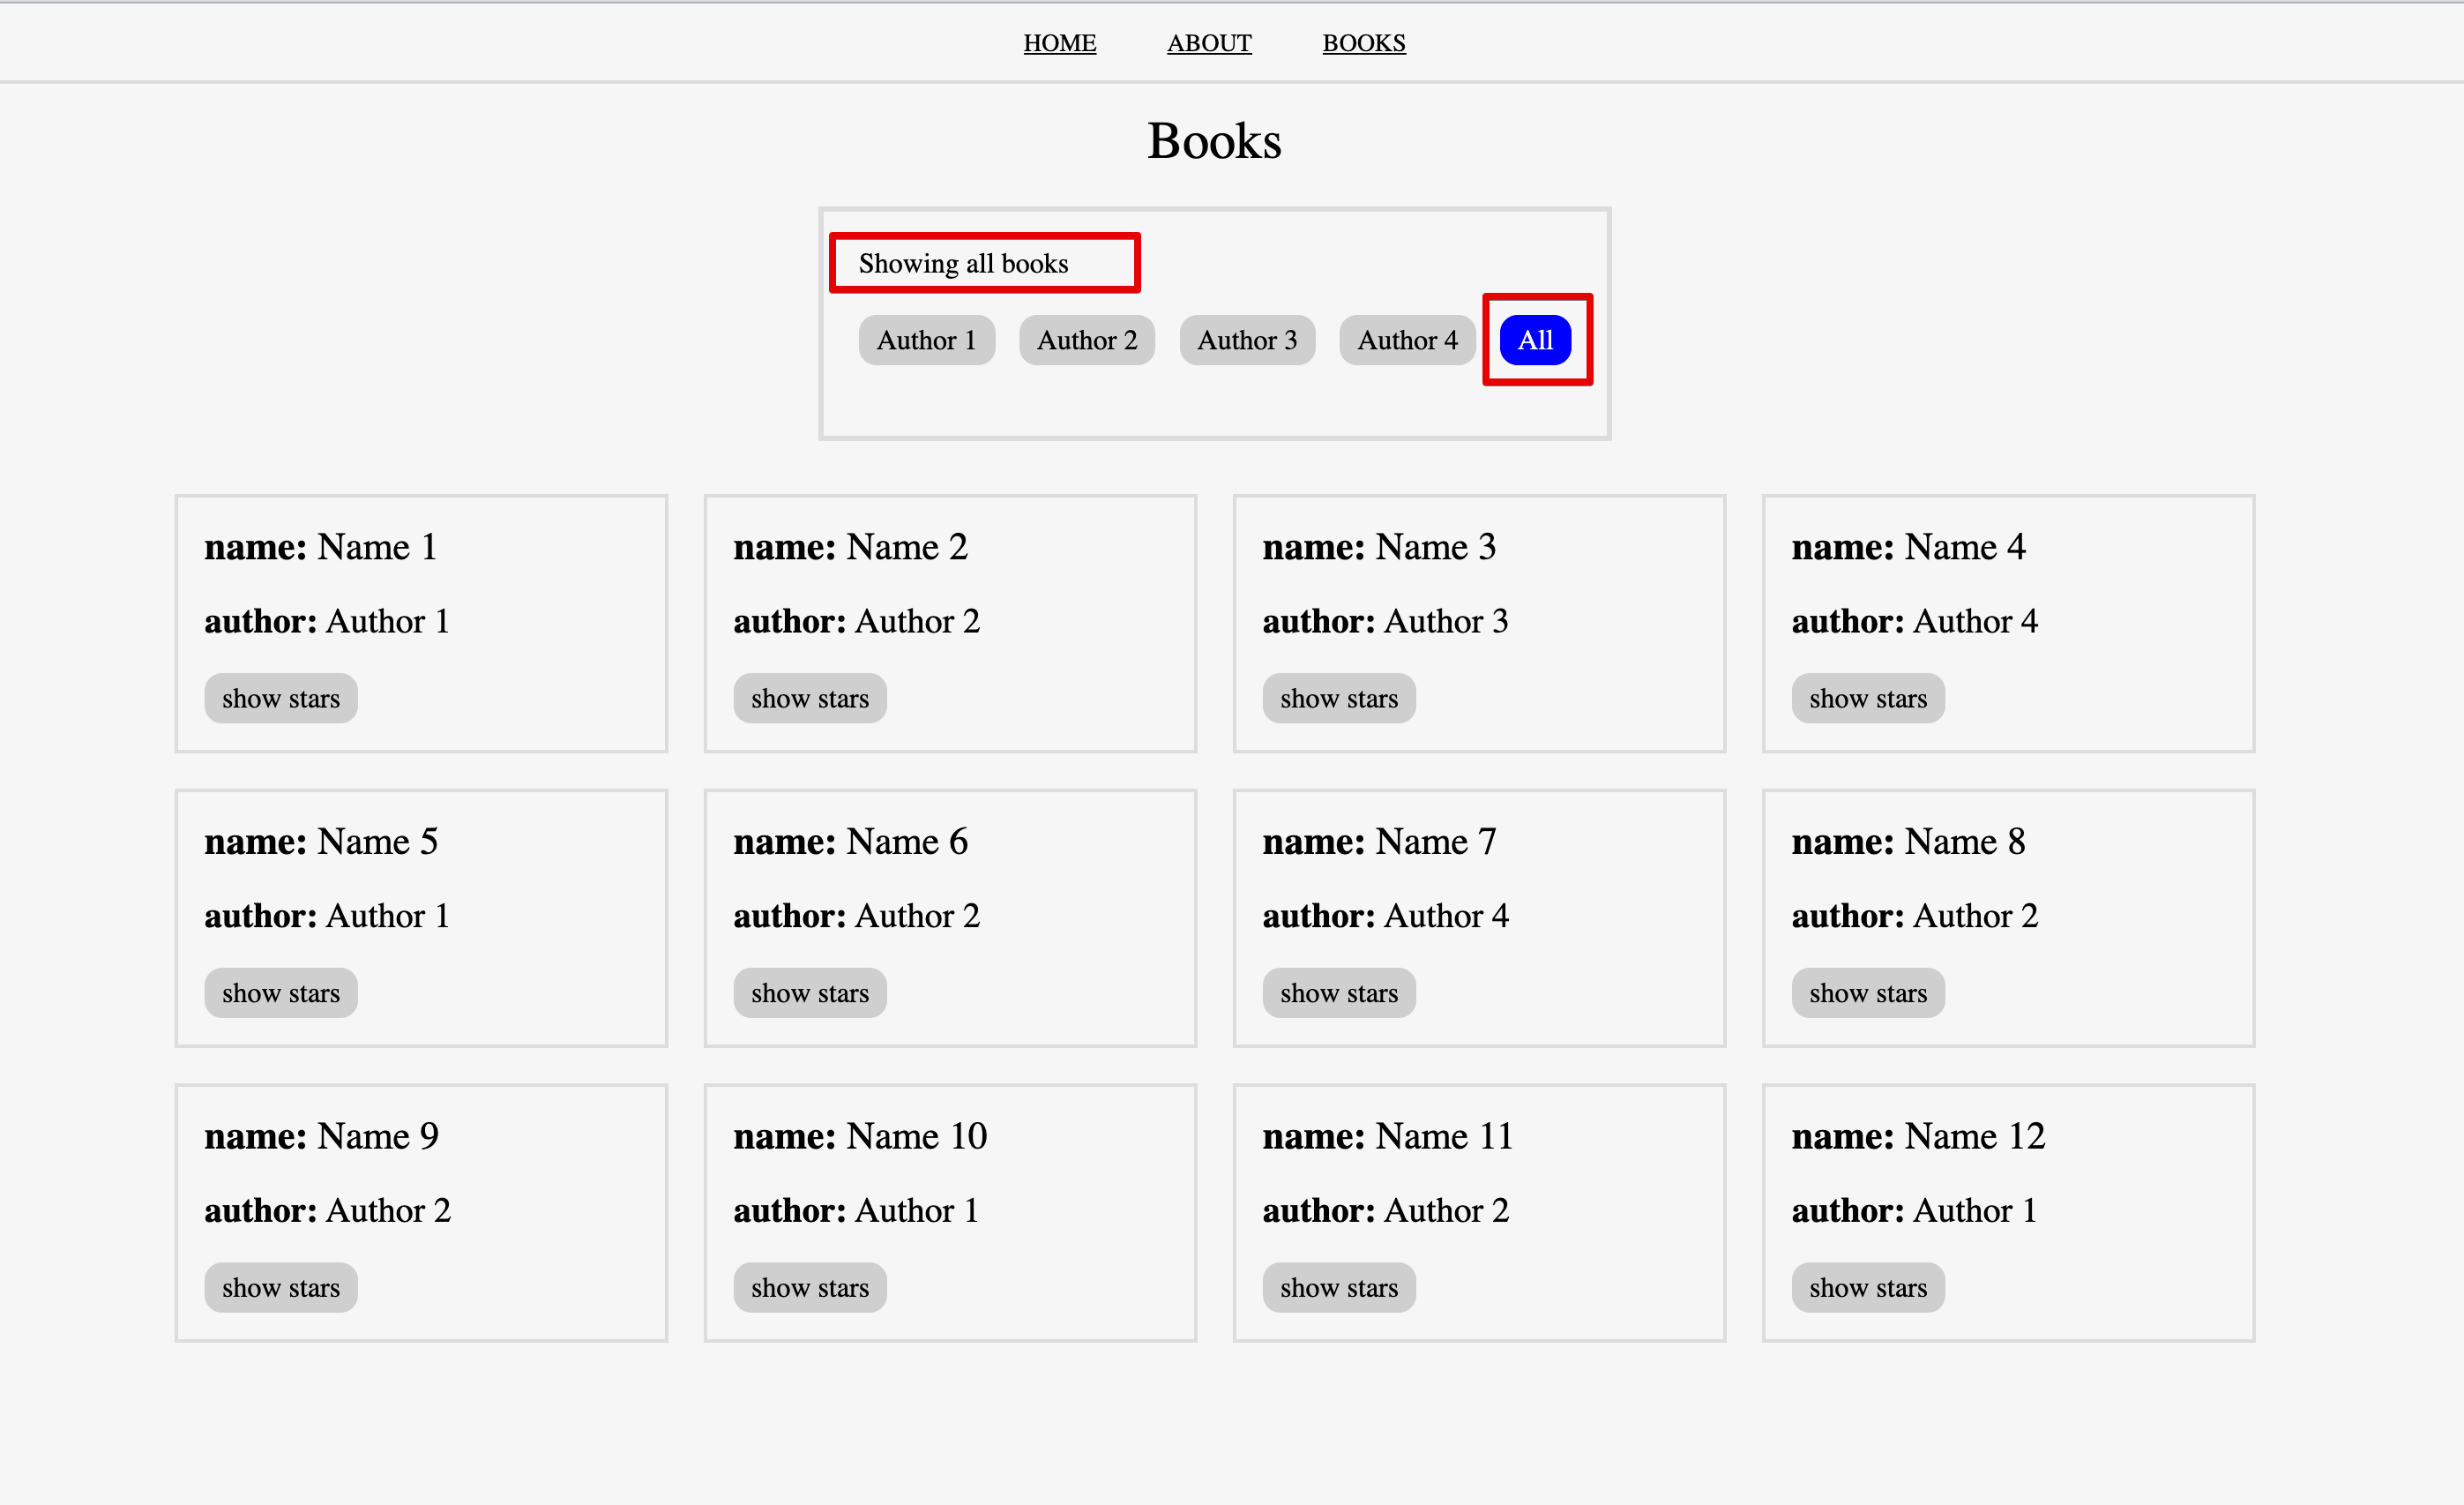 HOME ABOUT BOOKS
Books
Showing all books
Author 1 Author 2 Author 3 Author 4 All
name: Name 1
author: Author 1
show stars
name: Name 2
author: Author 2
show stars
name: Name 3
author: Author 3
show stars
name: Name 4
author: Author 4
show stars
name: Name 5
author: Author 1
show stars
name: Name 6
author: Author 2
show stars
name: Name 7
author: Author 4
show stars
name: Name 8
author: Author 2
show stars
name: Name 9
author: Author 2
show stars
name: Name 10
author: Author 1
show stars
name: Name 11
author: Author 2
show stars
name: Name 12
author: Author 1
show stars